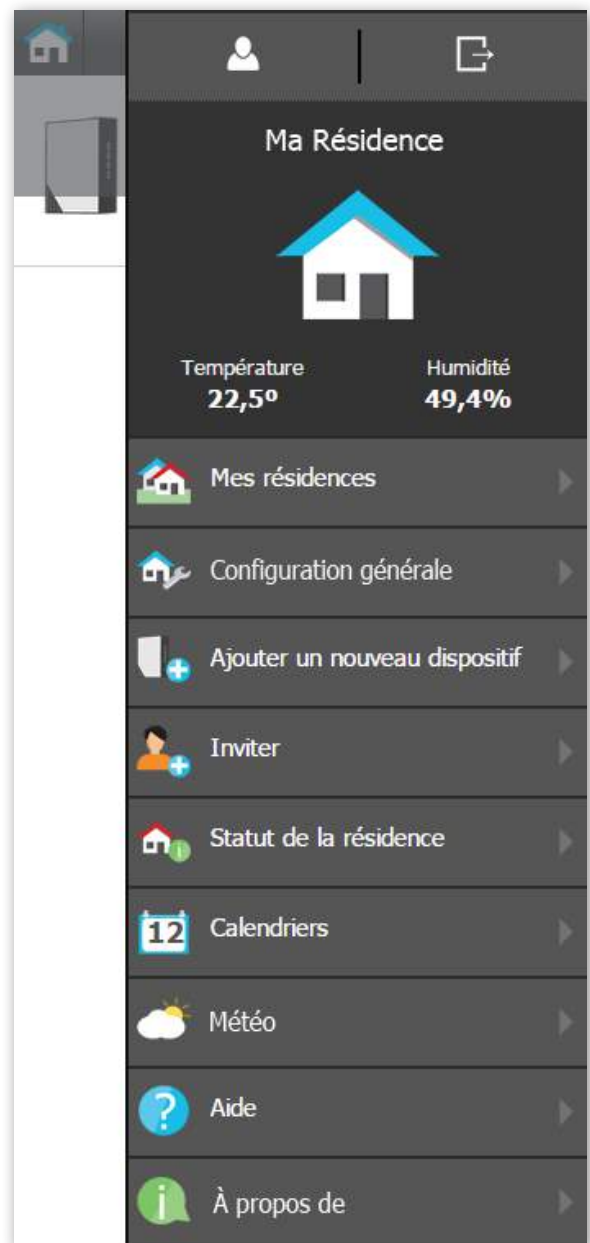 Ma Résidence
Température Humidité
22,5º 49,4%
Mes résidences
Configuration générale
Ajouter un nouveau dispositif
Inviter
Statut de la résidence
12 Calendriers
Météo
? Aide
i À propos de